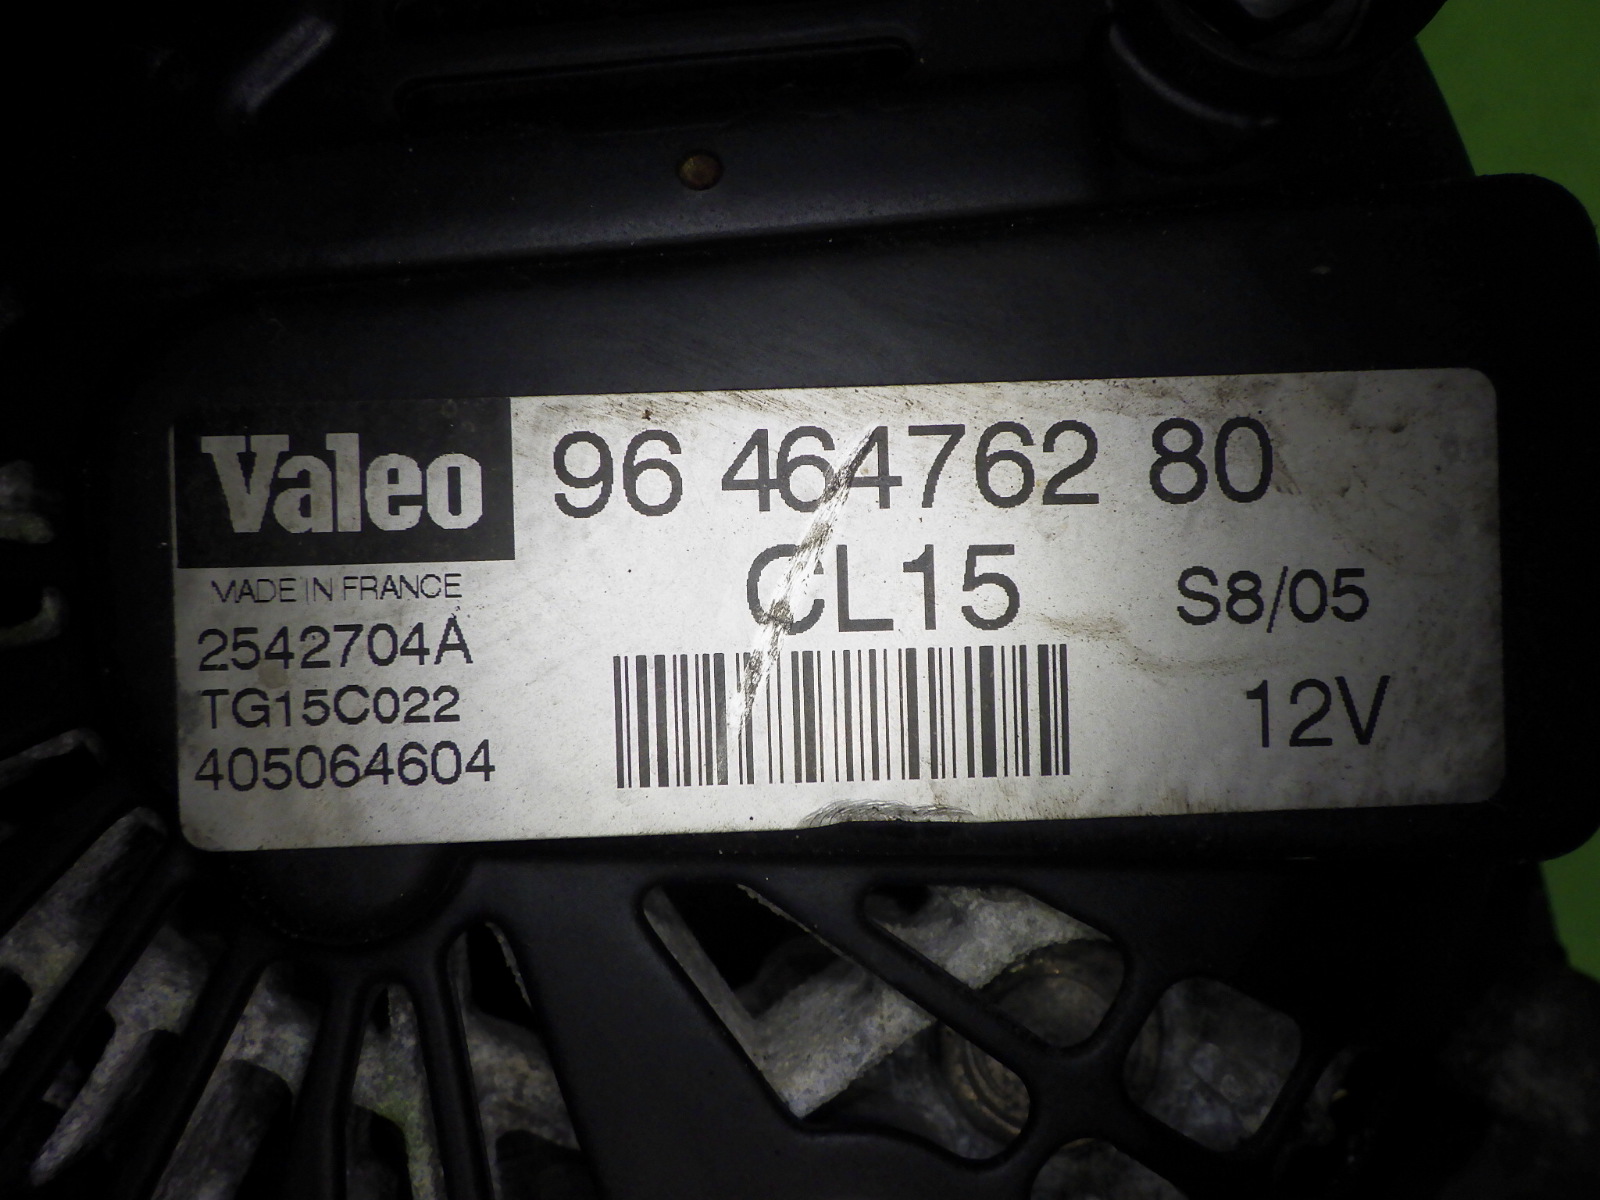 Valeo
96 464762 80
MADE IN FRANCE
CL15
S8/05
2542704A
TG15C022
12V
405064604